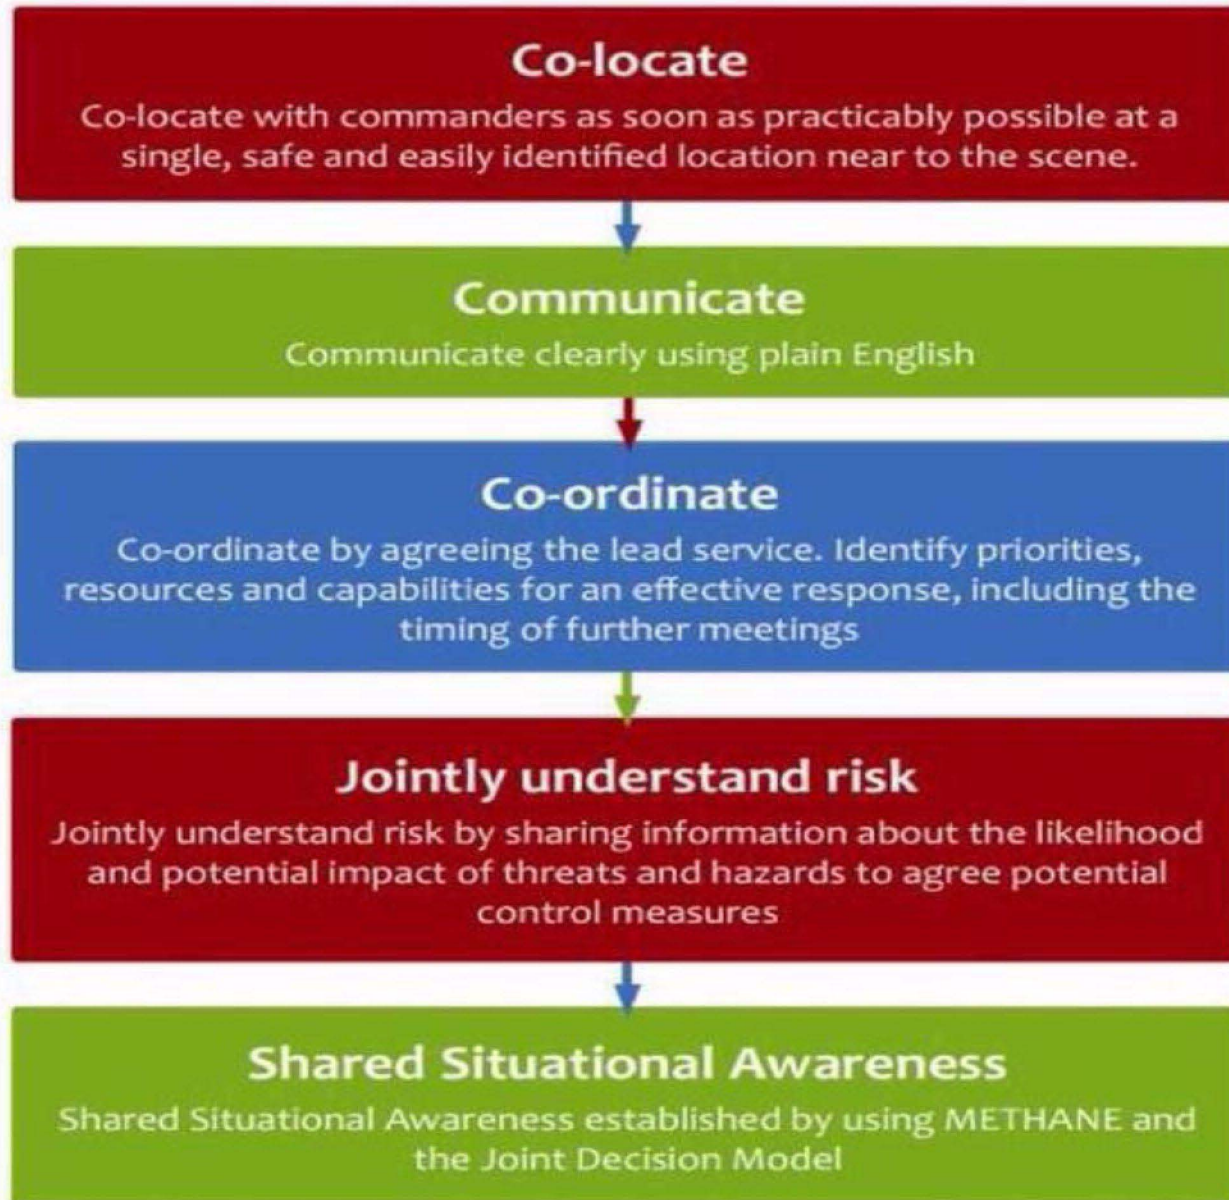 Co-locate
Co-locate with commanders as soon as practicably possible at a
single, safe and easily identified location near to the scene.
Communicate
Communicate clearly using plain English
Co-ordinate
Co-ordinate by agreeing the lead service. Identify priorities,
resources and capabilities for an effective response, including the
timing of further meetings
Jointly understand risk
Jointly understand risk by sharing information about the likelihood
and potential impact of threats and hazards to agree potential
control measures
Shared Situational Awareness
Shared Situational Awareness established by using METHANE and
the Joint Decision Model